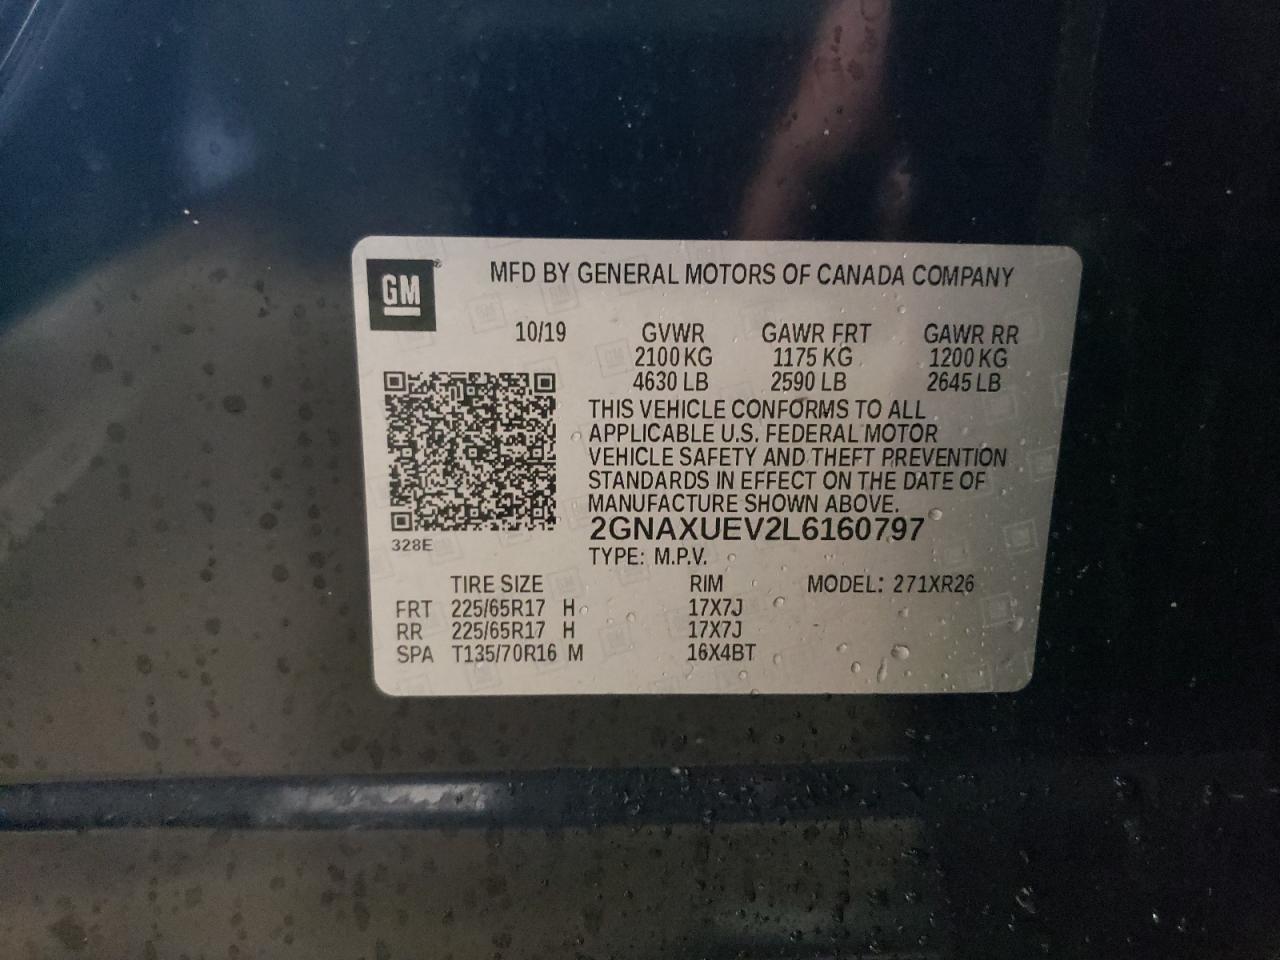 GM®
MFD BY GENERAL MOTORS OF CANADA COMPANY
10/19 GVWR GAWR FRT GAWR RR
2100 KG 1175 KG 1200 KG
4630 LB 2590 LB 2645 LB
THIS VEHICLE CONFORMS TO ALL
APPLICABLE U.S. FEDERAL MOTOR
VEHICLE SAFETY AND THEFT PREVENTION
STANDARDS IN EFFECT ON THE DATE OF
MANUFACTURE SHOWN ABOVE.
2GNAXUEV2L6160797
328E
TYPE: M.P.V.
TIRE SIZE RIM MODEL: 271XR26
FRT 225/65R17 H 17X7J
RR 225/65R17 H 17X7J
SPA T135/70R16 M 16X4BT